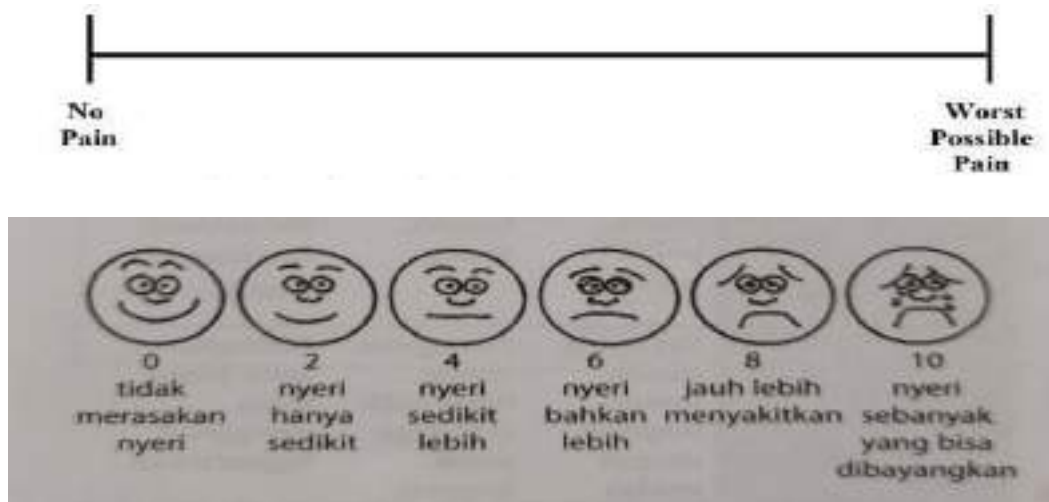 No
Pain
Worst
Possible
Pain
0
tidak
merasakan
nyeri
2
nyeri
hanya
sedikit
4
nyeri
sedikit
lebih
6
nyeri
bahkan
lebih
8
jauh lebih
menyakitkan
10
nyeri
sebanyak
yang bisa
dibayangkan